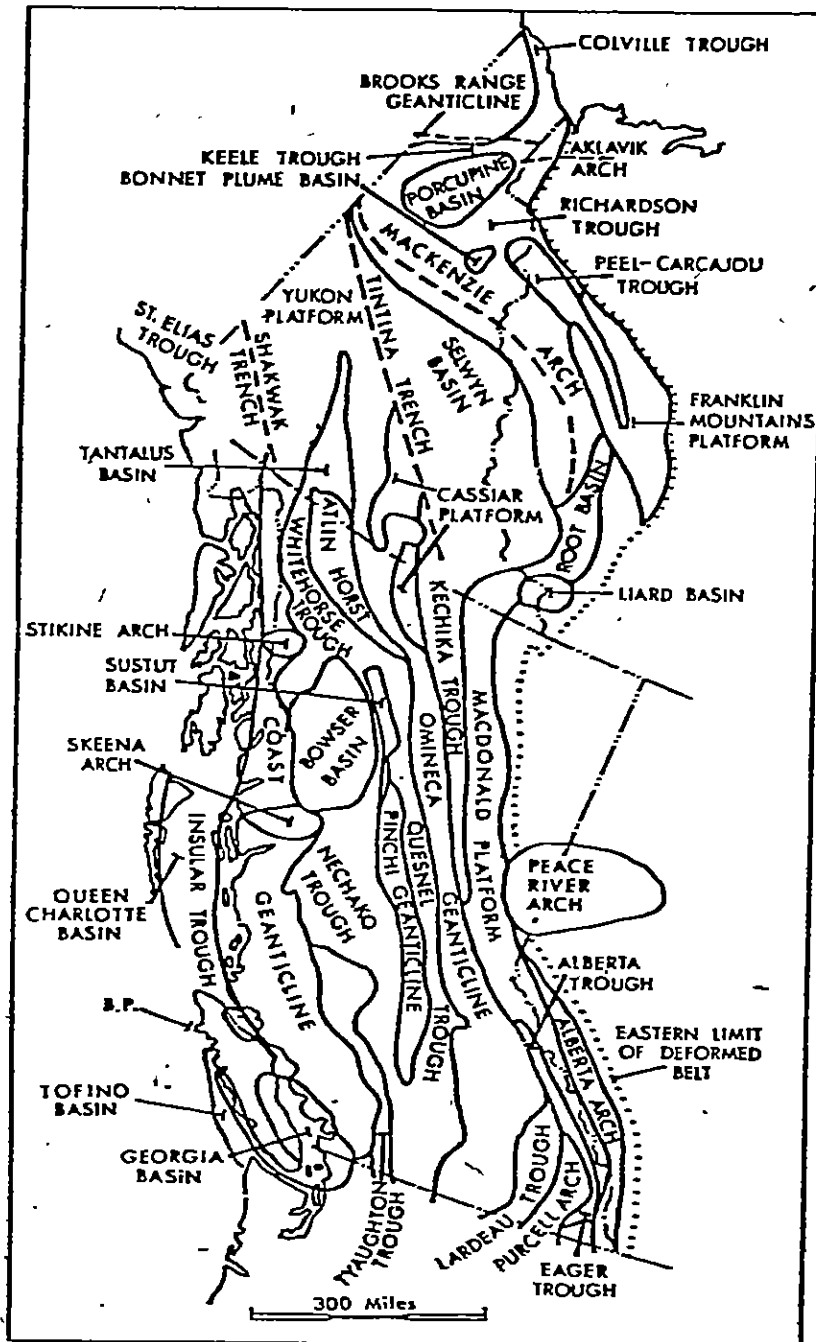 COLVILLE TROUGH
BROOKS RANGE
GEANTICLINE
KEELE TROUGH
BONNET PLUME BASIN
PORCUPINE
BASIN
AKLAVIK
ARCH
RICHARDSON
TROUGH
PEEL-CARCAJOU
TROUGH
MACKENZIE
ARCH
YUKON
PLATFORM
TINTINA TRENCH
SELWYN
BASIN
ST. ELIAS
TROUGH
SHAKWAK
TRENCH
FRANKLIN
MOUNTAINS
PLATFORM
TANTALUS
BASIN
CASSIAR
PLATFORM
ROOT BASIN
ATLIN HORST
WHITEHORSE
TROUGH
LIARD BASIN
STIKINE ARCH
SUSTUT
BASIN
KECHIKA TROUGH
OMINECA
GEANTICLINE
MACDONALD PLATFORM
BOWSER
BASIN
COAST
GEANTICLINE
SKEENA
ARCH
INSULAR TROUGH
NECHAKO
TROUGH
PINCHI GEANTICLINE
QUESNEL
TROUGH
PEACE
RIVER
ARCH
QUEEN
CHARLOTTE
BASIN
ALBERTA
TROUGH
B.P.
ALBERTA ARCH
EASTERN LIMIT
OF DEFORMED
BELT
TOFINO
BASIN
GEORGIA
BASIN
TYAUGHTON
TROUGH
LARDEAU TROUGH
PURCELL ARCH
EAGER
TROUGH
300 Miles